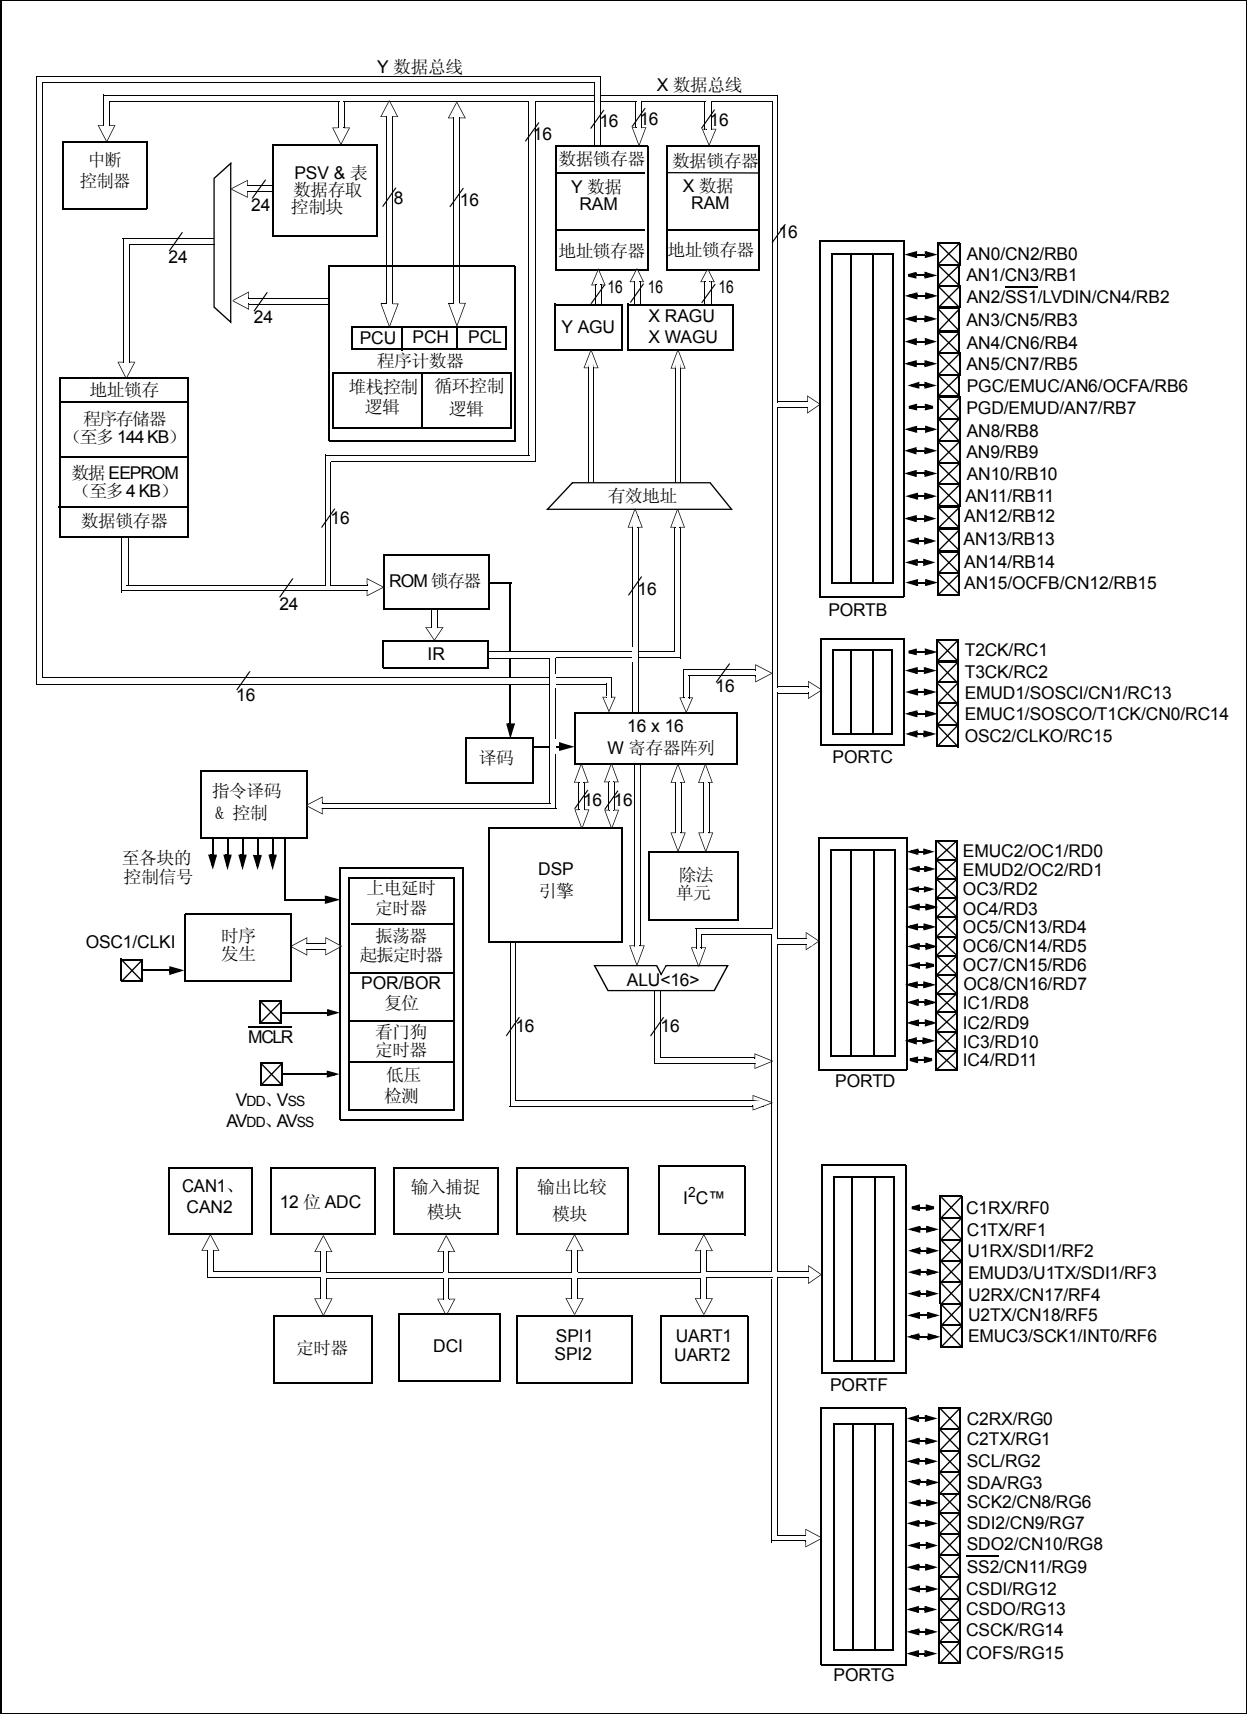 Y 数据总线
X 数据总线
16
16
16
16
中断
控制器
PSV & 表
数据存取
控制块
24
8
16
数据锁存器
Y 数据
RAM
地址锁存器
数据锁存器
X 数据
RAM
地址锁存器
16
24
24
16
16
16
Y AGU
X RAGU
X WAGU
PCU
PCH
PCL
程序计数器
堆栈控制
逻辑
循环控制
逻辑
地址锁存
程序存储器
（至多 144 KB）
数据 EEPROM
（至多 4 KB）
数据锁存器
16
24
有效地址
ROM 锁存器
16
IR
16
16
16 x 16
W 寄存器阵列
译码
指令译码
& 控制
16
16
至各块的
控制信号
DSP
引擎
除法
单元
上电延时
定时器
振荡器
起振定时器
POR/BOR
复位
看门狗
定时器
低压
检测
OSC1/CLKI
时序
发生
MCLR
VDD、VSS
AVDD、AVSS
ALU<16>
16
16
CAN1、
CAN2
12 位 ADC
输入捕捉
模块
输出比较
模块
I²C™
定时器
DCI
SPI1
SPI2
UART1
UART2
AN0/CN2/RB0
AN1/CN3/RB1
AN2/SS1/LVDIN/CN4/RB2
AN3/CN5/RB3
AN4/CN6/RB4
AN5/CN7/RB5
PGC/EMUC/AN6/OCFA/RB6
PGD/EMUD/AN7/RB7
AN8/RB8
AN9/RB9
AN10/RB10
AN11/RB11
AN12/RB12
AN13/RB13
AN14/RB14
AN15/OCFB/CN12/RB15
PORTB
T2CK/RC1
T3CK/RC2
EMUD1/SOSCI/CN1/RC13
EMUC1/SOSCO/T1CK/CN0/RC14
OSC2/CLKO/RC15
PORTC
EMUC2/OC1/RD0
EMUD2/OC2/RD1
OC3/RD2
OC4/RD3
OC5/CN13/RD4
OC6/CN14/RD5
OC7/CN15/RD6
OC8/CN16/RD7
IC1/RD8
IC2/RD9
IC3/RD10
IC4/RD11
PORTD
C1RX/RF0
C1TX/RF1
U1RX/SDI1/RF2
EMUD3/U1TX/SDI1/RF3
U2RX/CN17/RF4
U2TX/CN18/RF5
EMUC3/SCK1/INT0/RF6
PORTF
C2RX/RG0
C2TX/RG1
SCL/RG2
SDA/RG3
SCK2/CN8/RG6
SDI2/CN9/RG7
SDO2/CN10/RG8
SS2/CN11/RG9
CSDI/RG12
CSDO/RG13
CSCK/RG14
COFS/RG15
PORTG